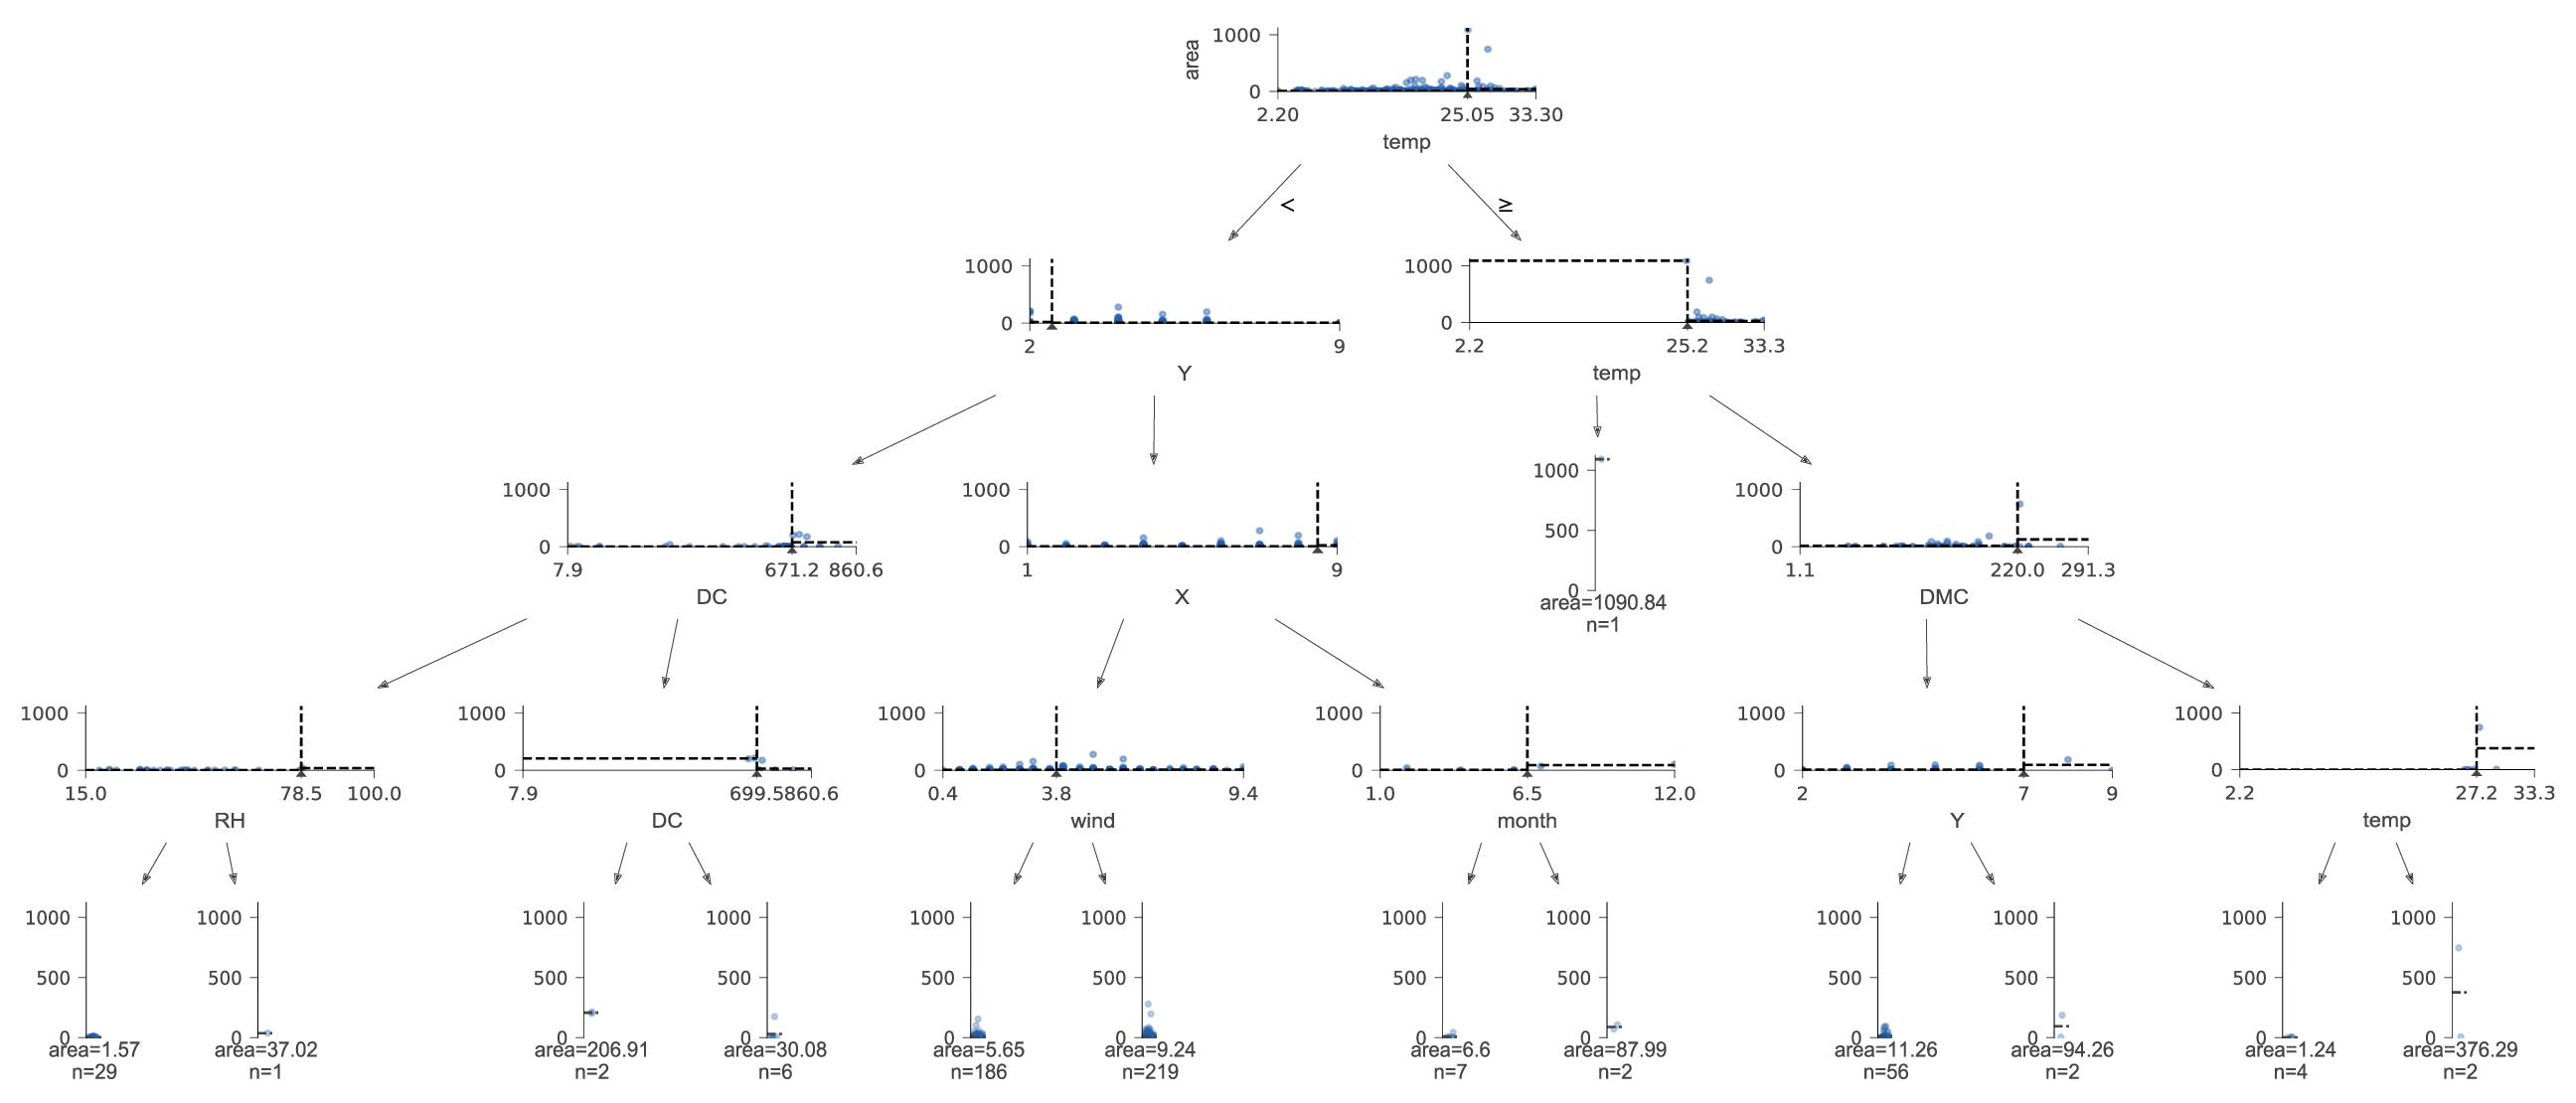 area
1000
0
2.20 25.05 33.30
temp
< ≥
1000 1000
0 0
2 9 2.2 25.2 33.3
Y temp
1000 1000 1000 1000
0 0 500 0
0
7.9 671.2 860.6 1 9 1.1 220.0 291.3
DC X area=1090.84 DMC
n=1
1000 1000 1000 1000 1000 1000
0 0 0 0 0 0
15.0 78.5 100.0 7.9 699.5860.6 0.4 3.8 9.4 1.0 6.5 12.0 2 7 9 2.2 27.2 33.3
RH DC wind month Y temp
1000 1000 1000 1000 1000 1000 1000 1000 1000 1000 1000 1000
500 500 500 500 500 500 500 500 500 500 500 500
0 0 0 0 0 0 0 0 0 0 0 0
area=1.57 area=37.02 area=206.91 area=30.08 area=5.65 area=9.24 area=6.6 area=87.99 area=11.26 area=94.26 area=1.24 area=376.29
n=29 n=1 n=2 n=6 n=186 n=219 n=7 n=2 n=56 n=2 n=4 n=2